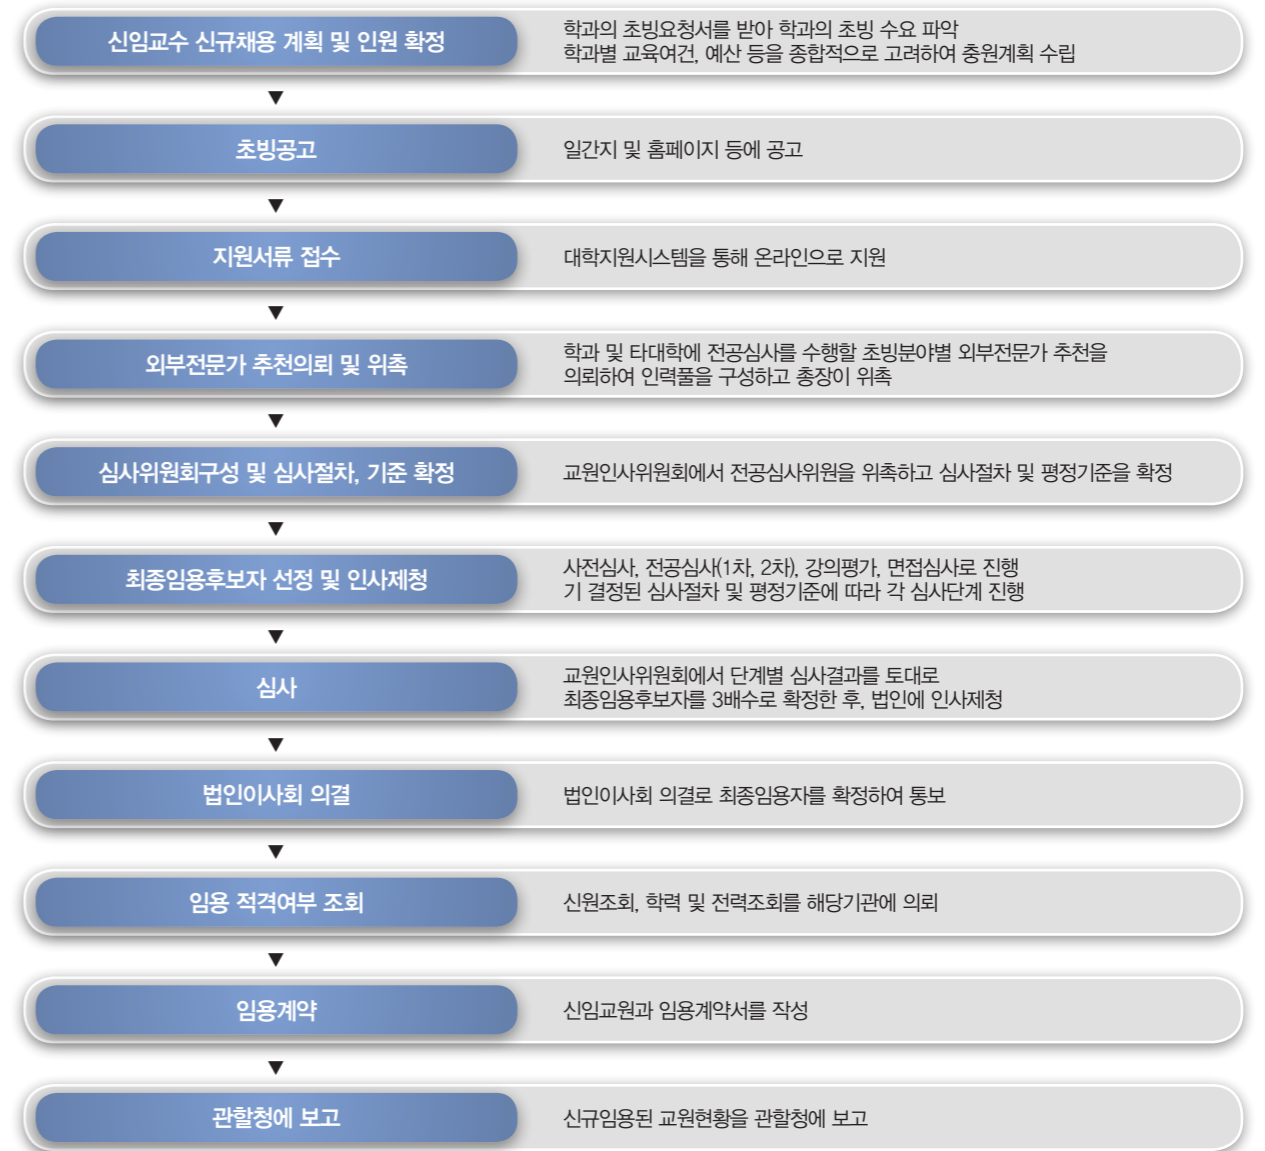 신임교수 신규채용 계획 및 인원 확정
학과의 초빙요청서를 받아 학과의 초빙 수요 파악
학과별 교육여건, 예산 등을 종합적으로 고려하여 충원계획 수립
▼
초빙공고
일간지 및 홈페이지 등에 공고
▼
지원서류 접수
대학지원시스템을 통해 온라인으로 지원
▼
외부전문가 추천의뢰 및 위촉
학과 및 타대학에 전공심사를 수행할 초빙분야별 외부전문가 추천을
의뢰하여 인력풀을 구성하고 총장이 위촉
▼
심사위원회구성 및 심사절차, 기준 확정
교원인사위원회에서 전공심사위원을 위촉하고 심사절차 및 평정기준을 확정
▼
최종임용후보자 선정 및 인사제청
사전심사, 전공심사(1차, 2차), 강의평가, 면접심사로 진행
기 결정된 심사절차 및 평정기준에 따라 각 심사단계 진행
▼
심사
교원인사위원회에서 단계별 심사결과를 토대로
최종임용후보자를 3배수로 확정한 후, 법인에 인사제청
▼
법인이사회 의결
법인이사회 의결로 최종임용자를 확정하여 통보
▼
임용 적격여부 조회
신원조회, 학력 및 전력조회를 해당기관에 의뢰
▼
임용계약
신임교원과 임용계약서를 작성
▼
관할청에 보고
신규임용된 교원현황을 관할청에 보고